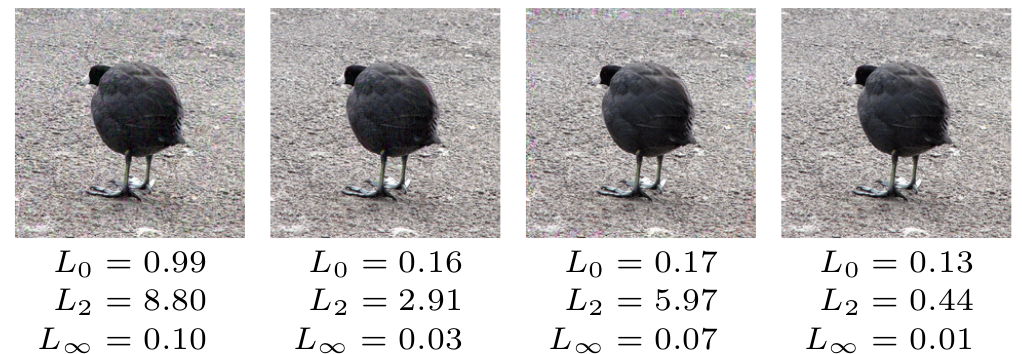 L₀ = 0.99 L₀ = 0.16 L₀ = 0.17 L₀ = 0.13
L₂ = 8.80 L₂ = 2.91 L₂ = 5.97 L₂ = 0.44
L∞ = 0.10 L∞ = 0.03 L∞ = 0.07 L∞ = 0.01